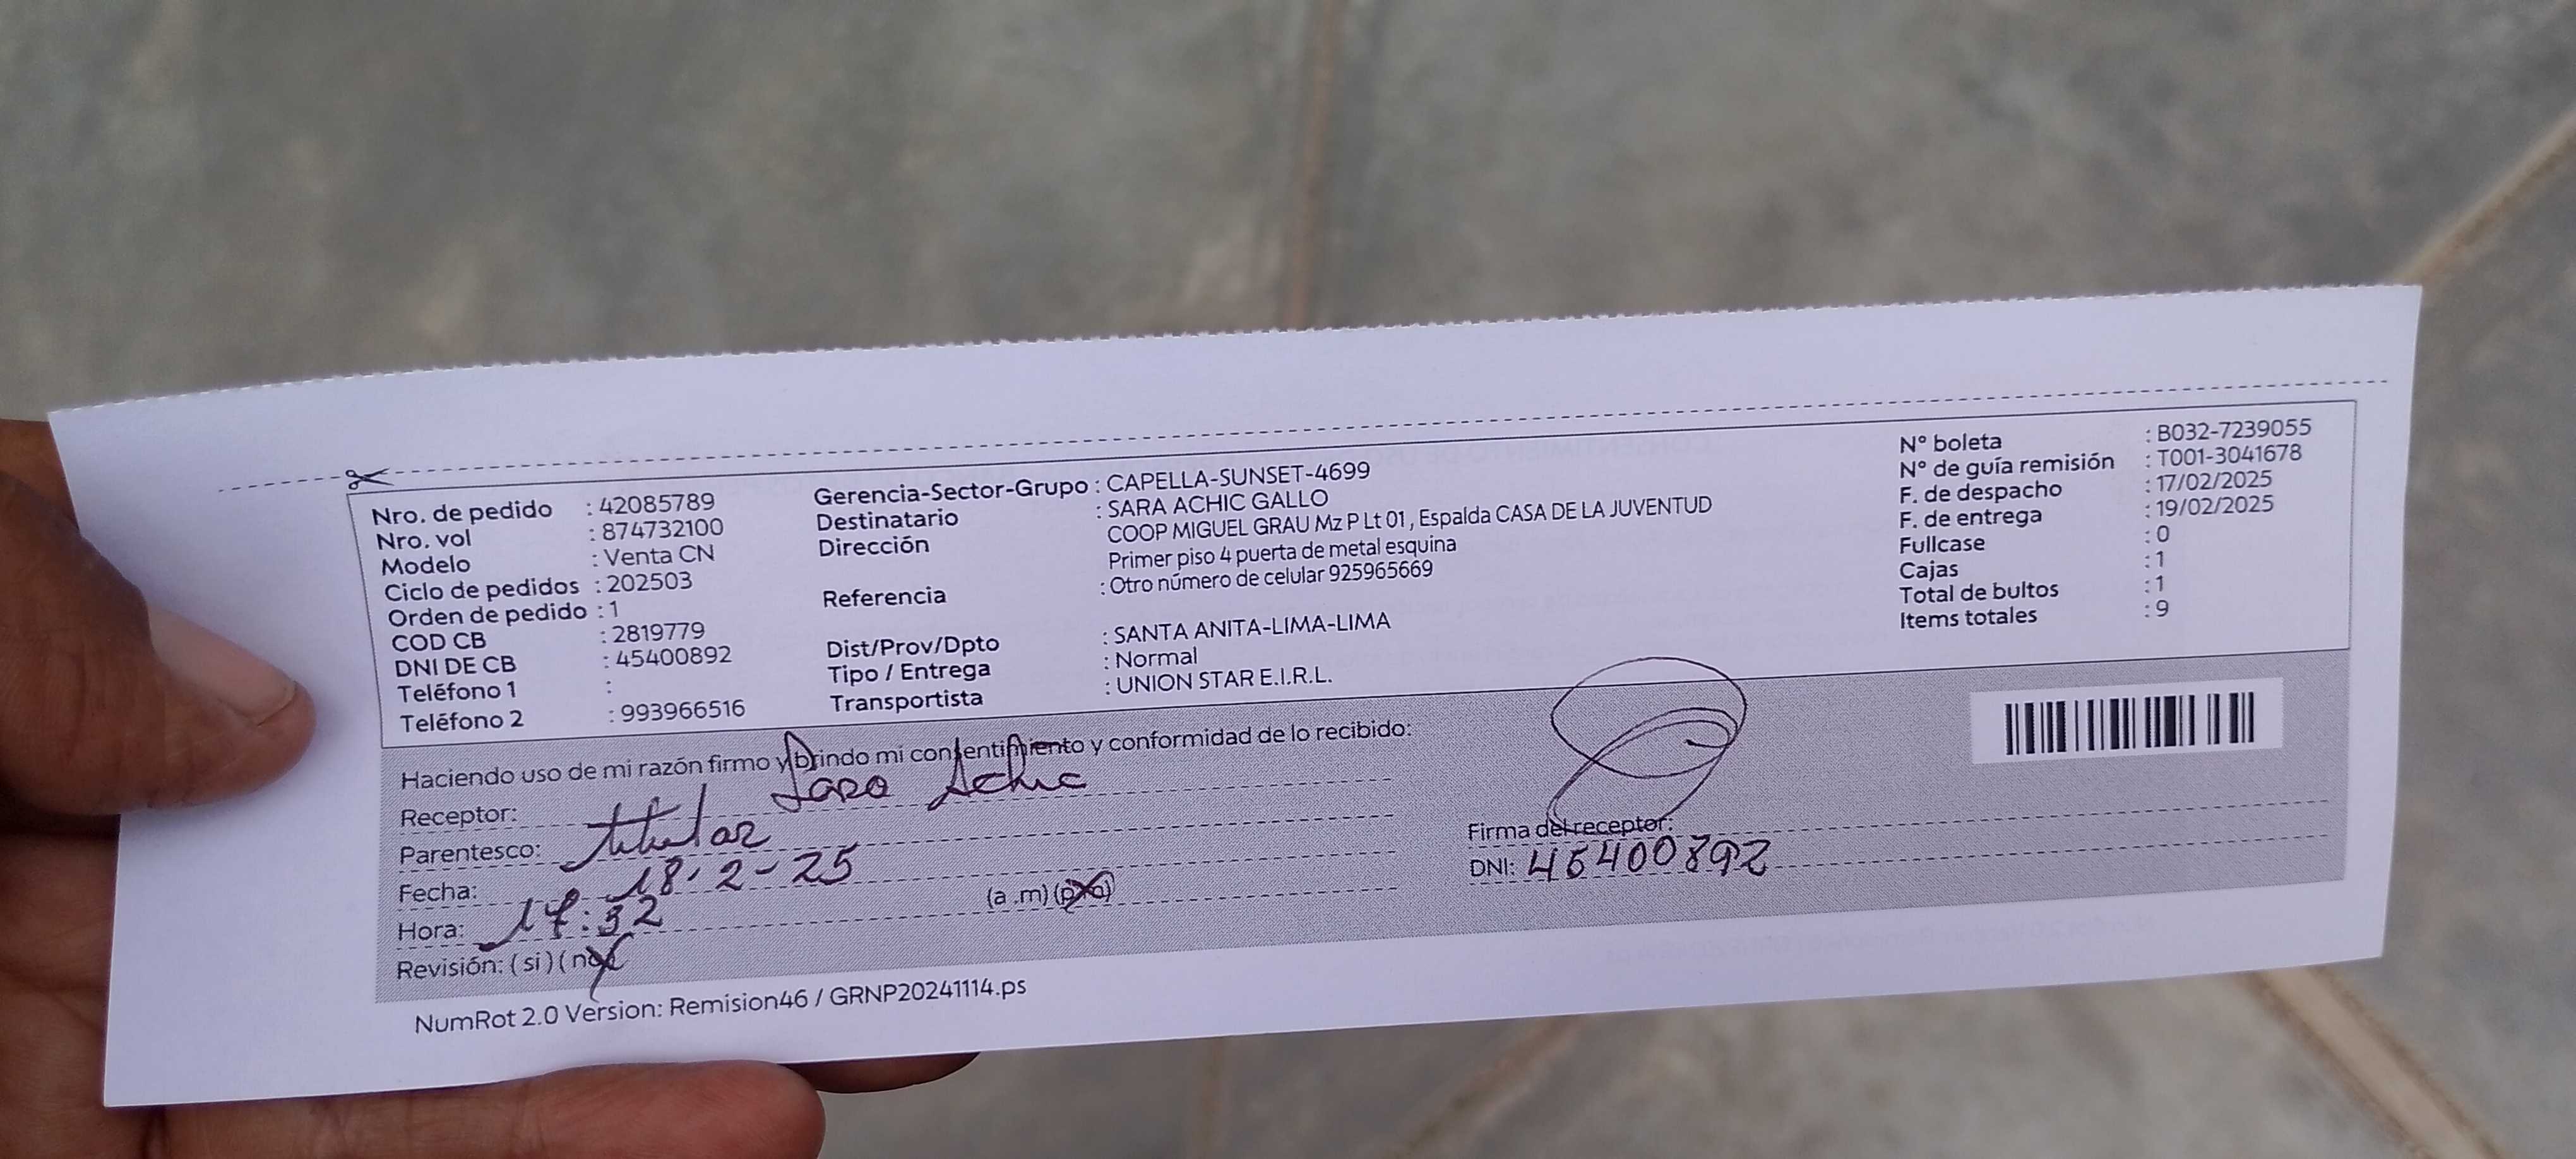 Nro. de pedido : 42085789
Nro. vol : 874732100
Modelo : Venta CN
Ciclo de pedidos : 202503
Orden de pedido : 1
COD CB : 2819779
DNI DE CB : 45400892
Teléfono 1 :
Teléfono 2 : 993966516
Gerencia-Sector-Grupo : CAPELLA-SUNSET-4699
Destinatario : SARA ACHIC GALLO
Dirección COOP MIGUEL GRAU Mz P Lt 01 , Espalda CASA DE LA JUVENTUD
Primer piso 4 puerta de metal esquina
Referencia : Otro número de celular 925965669
Dist/Prov/Dpto : SANTA ANITA-LIMA-LIMA
Tipo / Entrega : Normal
Transportista : UNION STAR E.I.R.L.
N° boleta : B032-7239055
N° de guía remisión : T001-3041678
F. de despacho : 17/02/2025
F. de entrega : 19/02/2025
Fullcase : 0
Cajas : 1
Total de bultos : 1
Items totales : 9
Haciendo uso de mi razón firmo y brindo mi consentimiento y conformidad de lo recibido:
Receptor: Sara Achic
Parentesco: titular
Fecha: 18-2-25
Hora: 17:32 (a .m) (p.m)
Revisión: ( si ) ( no )
Firma del receptor:
DNI: 45400892
NumRot 2.0 Version: Remision46 / GRNP20241114.ps